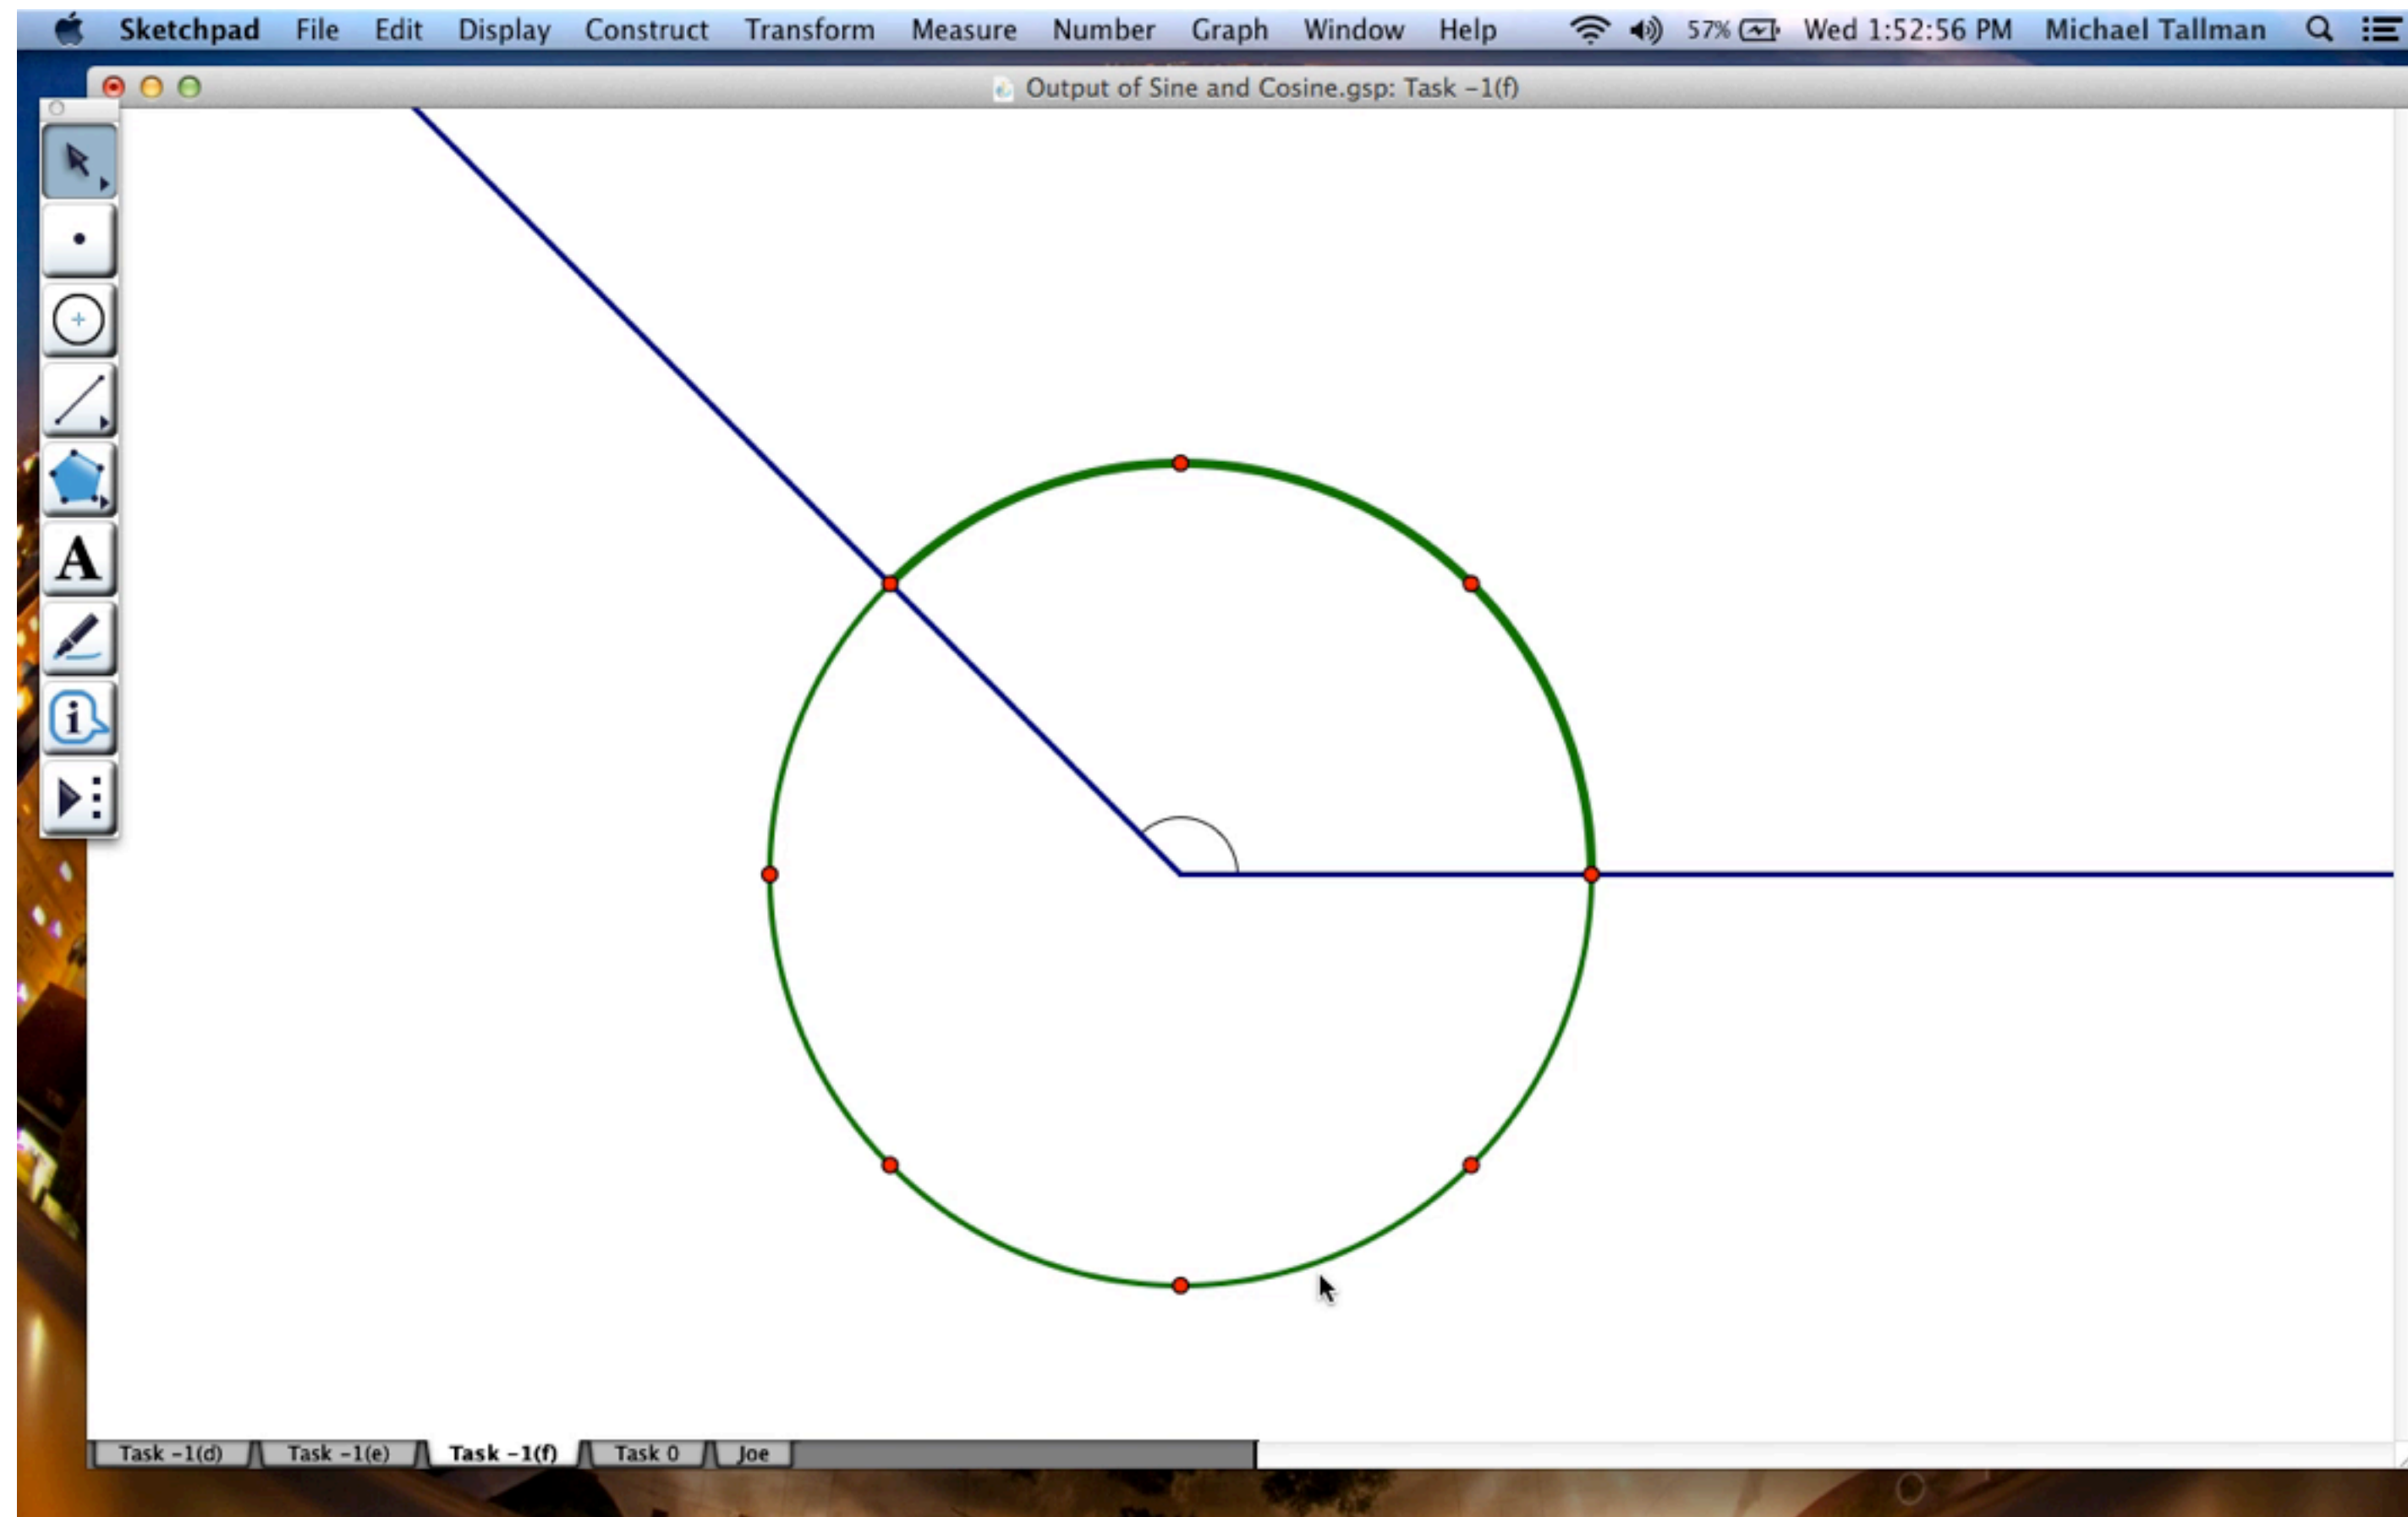 Sketchpad File Edit Display Construct Transform Measure Number Graph Window Help 57% Wed 1:52:56 PM Michael Tallman
Output of Sine and Cosine.gsp: Task −1(f)
A
i
Task −1(d) Task −1(e) Task −1(f) Task 0 Joe